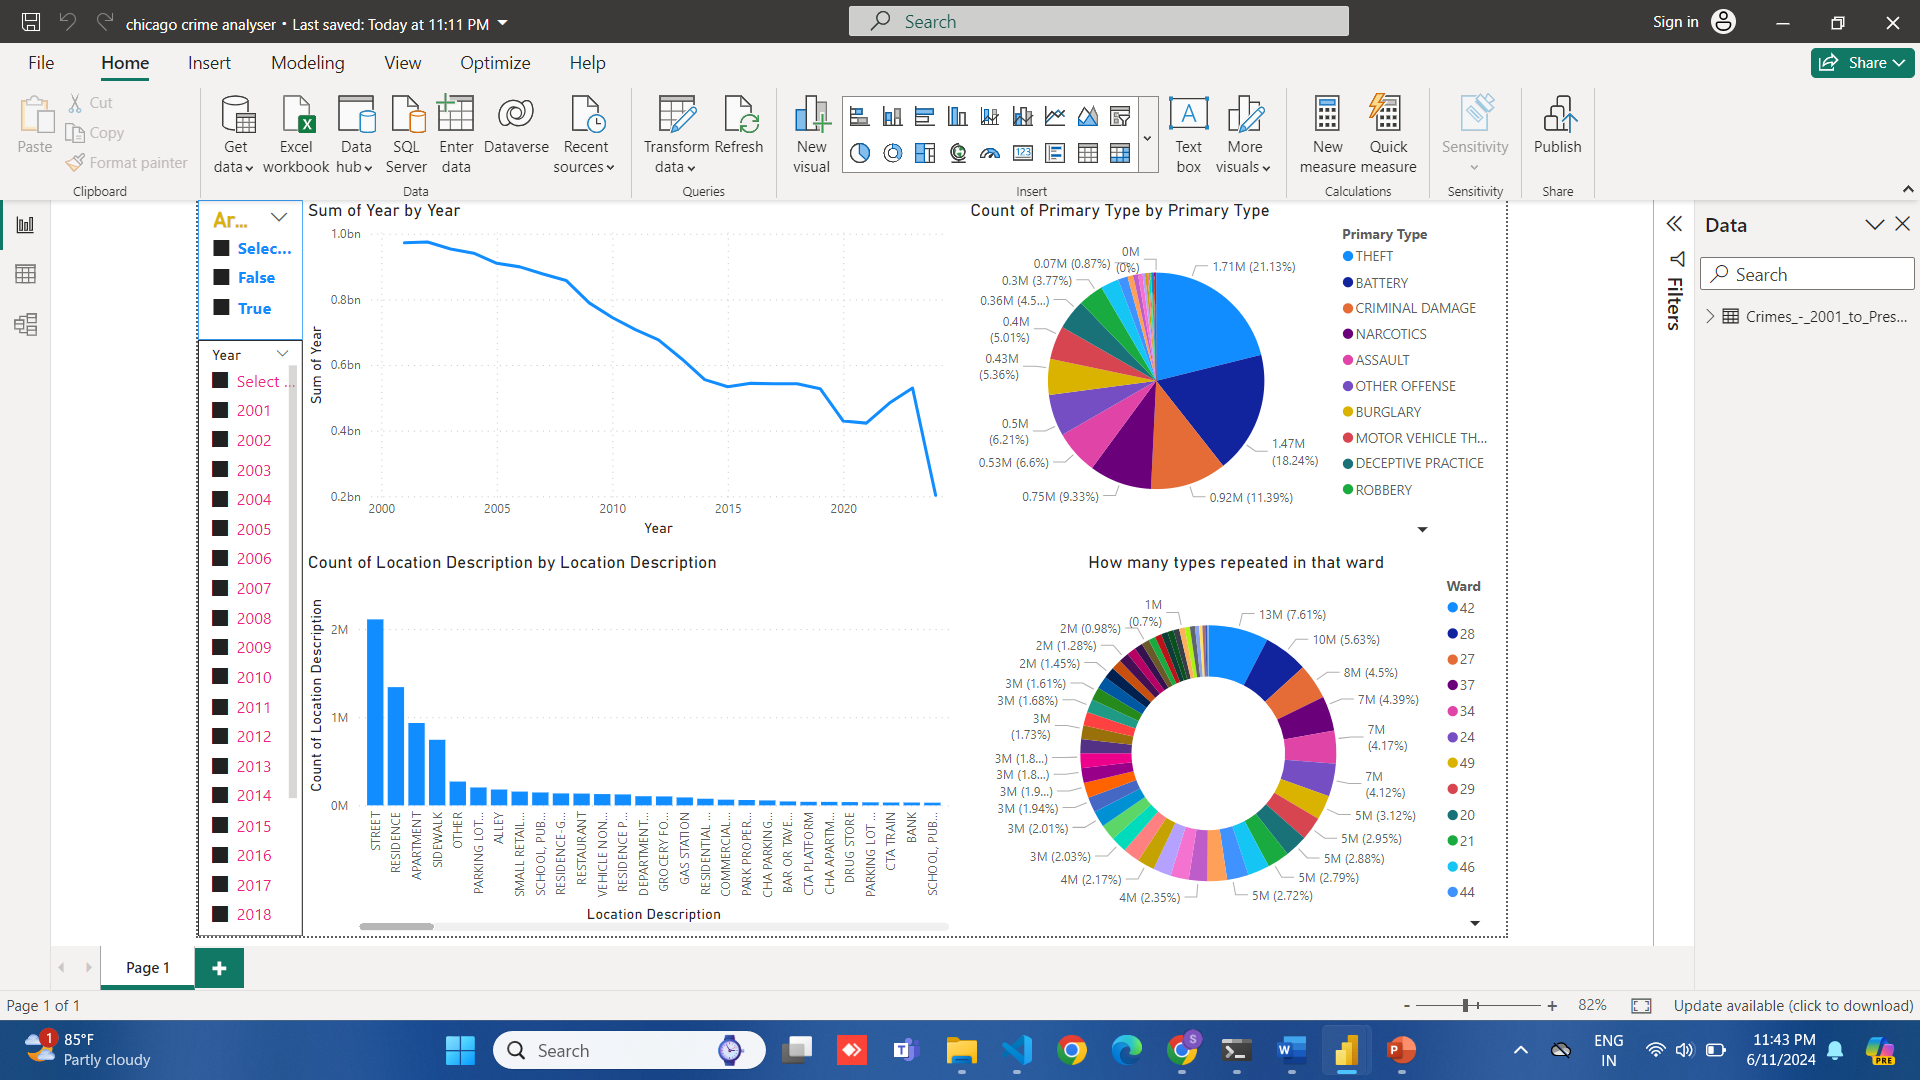 chicago crime analyser • Last saved: Today at 11:11 PM
Search
Sign in
File
Home
Insert
Modeling
View
Optimize
Help
Share
Paste
Cut
Copy
Format painter
Clipboard
Get data
Excel workbook
Data hub
SQL Server
Enter data
Dataverse
Recent sources
Data
Transform data
Refresh
Queries
New visual
123
A
Text box
More visuals
Insert
New measure
Quick measure
Calculations
Sensitivity
Sensitivity
Publish
Share
Ar...
Selec...
False
True
Year
Select ...
2001
2002
2003
2004
2005
2006
2007
2008
2009
2010
2011
2012
2013
2014
2015
2016
2017
2018
Sum of Year by Year
Sum of Year
1.0bn
0.8bn
0.6bn
0.4bn
0.2bn
2000
2005
2010
2015
2020
Year
Count of Primary Type by Primary Type
0M (0%)
0.07M (0.87%)
0.3M (3.77%)
0.36M (4.5...)
0.4M (5.01%)
0.43M (5.36%)
0.5M (6.21%)
0.53M (6.6%)
0.75M (9.33%)
0.92M (11.39%)
1.47M (18.24%)
1.71M (21.13%)
Primary Type
THEFT
BATTERY
CRIMINAL DAMAGE
NARCOTICS
ASSAULT
OTHER OFFENSE
BURGLARY
MOTOR VEHICLE TH...
DECEPTIVE PRACTICE
ROBBERY
Count of Location Description by Location Description
Count of Location Description
2M
1M
0M
STREET
RESIDENCE
APARTMENT
SIDEWALK
OTHER
PARKING LOT...
ALLEY
SMALL RETAIL...
SCHOOL, PUB...
RESIDENCE-G...
RESTAURANT
VEHICLE NON...
RESIDENCE P...
DEPARTMENT...
GROCERY FO...
GAS STATION
RESIDENTIAL ...
COMMERCIAL...
PARK PROPER...
CHA PARKING...
BAR OR TAVE...
CTA PLATFORM
CHA APARTM...
DRUG STORE
PARKING LOT ...
CTA TRAIN
BANK
SCHOOL, PUB...
Location Description
How many types repeated in that ward
1M (0.7%)
2M (0.98%)
2M (1.28%)
2M (1.45%)
3M (1.61%)
3M (1.68%)
3M (1.73%)
3M (1.8...)
3M (1.8...)
3M (1.9...)
3M (1.94%)
3M (2.01%)
3M (2.03%)
4M (2.17%)
4M (2.35%)
5M (2.72%)
5M (2.79%)
5M (2.88%)
5M (2.95%)
5M (3.12%)
7M (4.12%)
7M (4.17%)
7M (4.39%)
8M (4.5%)
10M (5.63%)
13M (7.61%)
Ward
42
28
27
37
34
24
49
29
20
21
46
44
Filters
Data
Search
Crimes_-_2001_to_Pres...
Page 1
Page 1 of 1
82%
Update available (click to download)
1
85°F
Partly cloudy
Search
S
ENG
IN
11:43 PM
6/11/2024
PRE